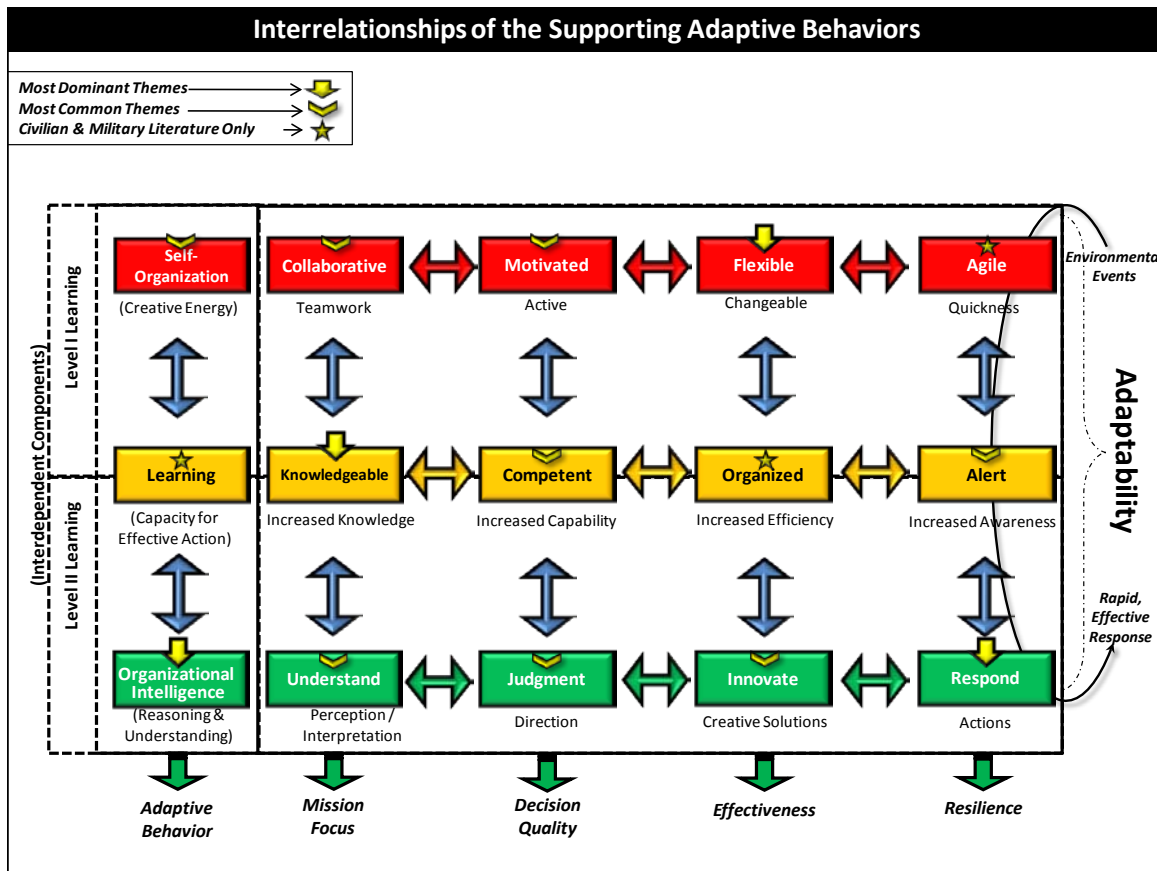 Interrelationships of the Supporting Adaptive Behaviors
Most Dominant Themes
Most Common Themes
Civilian & Military Literature Only
(Interdependent Components)
Level I Learning
Level II Learning
Self-
Organization
(Creative Energy)
Collaborative
Teamwork
Motivated
Active
Flexible
Changeable
Agile
Quickness
Environmenta
Events
Learning
(Capacity for
Effective Action)
Knowledgeable
Increased Knowledge
Competent
Increased Capability
Organized
Increased Efficiency
Alert
Increased Awareness
Adaptability
Rapid,
Effective
Response
Organizational
Intelligence
(Reasoning &
Understanding)
Understand
Perception /
Interpretation
Judgment
Direction
Innovate
Creative Solutions
Respond
Actions
Adaptive
Behavior
Mission
Focus
Decision
Quality
Effectiveness
Resilience